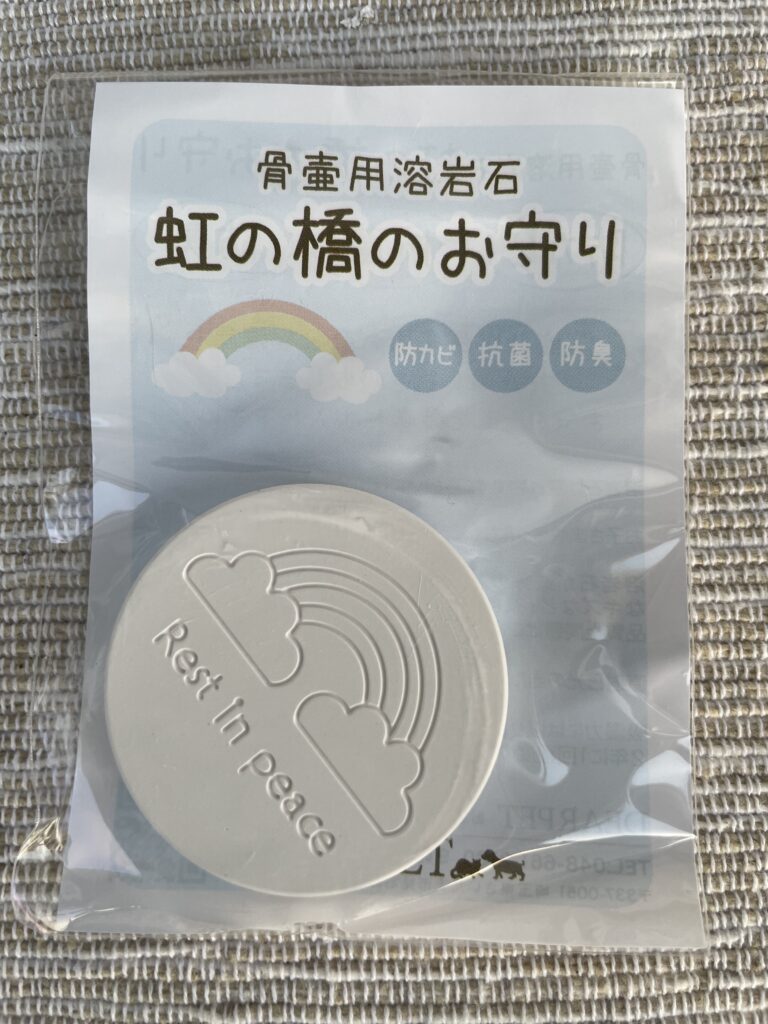 骨壷用溶岩石
虹の橋のお守り
防カビ
抗菌
防臭
Rest in peace